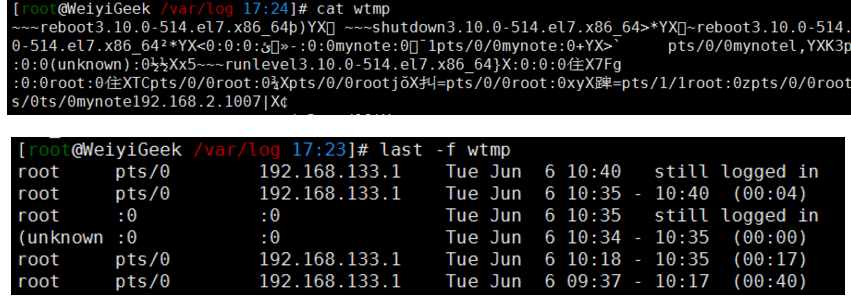 [root@WeiyiGeek /var/log 17:24]# cat wtmp
~~~reboot3.10.0-514.el7.x86_64þ)YX ~~~shutdown3.10.0-514.el7.x86_64>*YX~reboot3.10.
0-514.el7.x86_64²*YX<0:0:0: »-:0:0mynote:0 ¯1pts/0/0mynote:0+YX>` pts/0/0mynotel,YXK3p
:0:0(unknown):0½½Xx5~~~runlevel3.10.0-514.el7.x86_64}X:0:0:0住X7Fg
:0:0root:0住XTCpts/0/0root:0¾Xpts/0/0rootjǒX抝=pts/0/0root:0xyX踭=pts/1/1root:0zpts/0/0root
s/0ts/0mynote192.168.2.1007|X¢
[root@WeiyiGeek /var/log 17:23]# last -f wtmp
root pts/0 192.168.133.1 Tue Jun 6 10:40 still logged in
root pts/0 192.168.133.1 Tue Jun 6 10:35 - 10:40 (00:04)
root :0 :0 Tue Jun 6 10:35 still logged in
(unknown :0 :0 Tue Jun 6 10:34 - 10:35 (00:00)
root pts/0 192.168.133.1 Tue Jun 6 10:18 - 10:35 (00:17)
root pts/0 192.168.133.1 Tue Jun 6 09:37 - 10:17 (00:40)